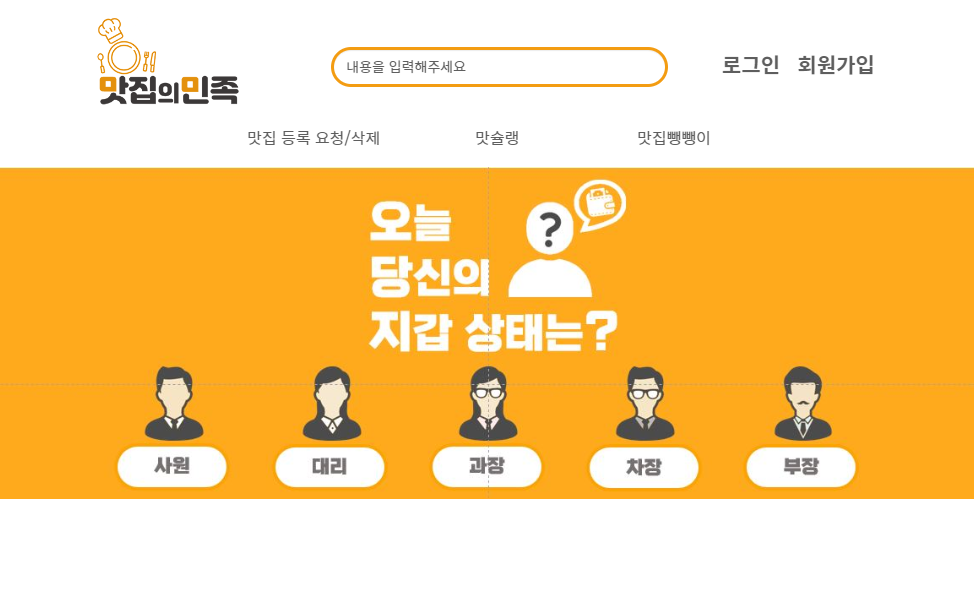 맛집의민족
내용을 입력해주세요
로그인 회원가입
맛집 등록 요청/삭제 맛슐랭 맛집뺑뺑이
오늘
?
당신의
지갑 상태는?
사원 대리 과장 차장 부장